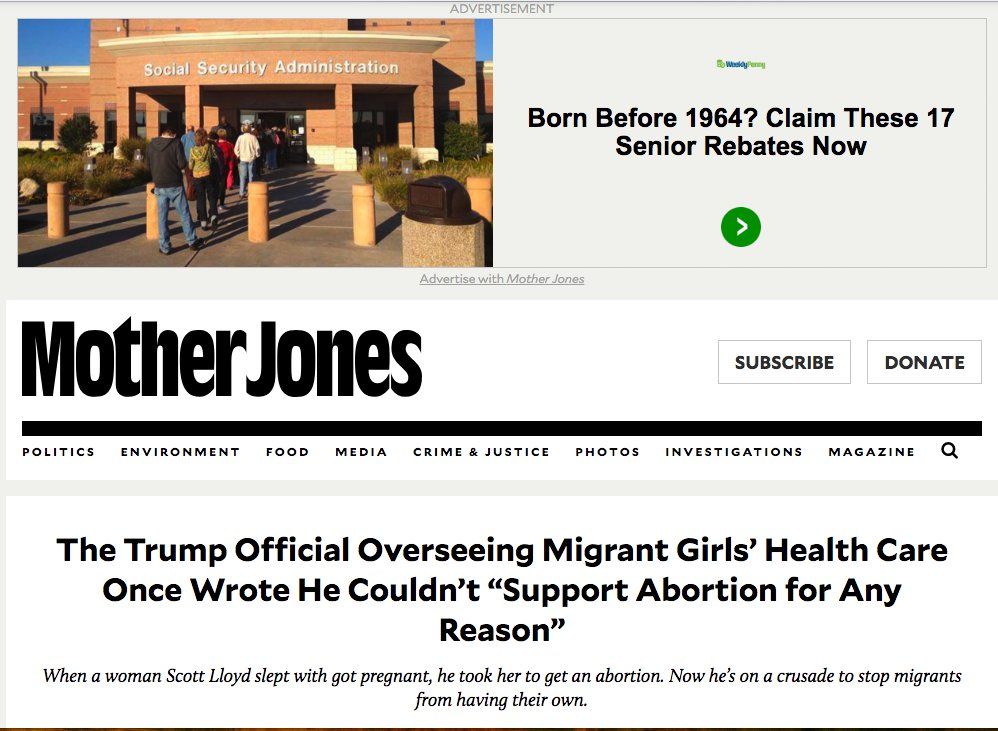 ADVERTISEMENT
Social Security Administration
WeeklyPenny
Born Before 1964? Claim These 17
Senior Rebates Now
Advertise with Mother Jones
Mother Jones
SUBSCRIBE
DONATE
POLITICS ENVIRONMENT FOOD MEDIA CRIME & JUSTICE PHOTOS INVESTIGATIONS MAGAZINE
The Trump Official Overseeing Migrant Girls’ Health Care
Once Wrote He Couldn’t “Support Abortion for Any
Reason”
When a woman Scott Lloyd slept with got pregnant, he took her to get an abortion. Now he’s on a crusade to stop migrants
from having their own.